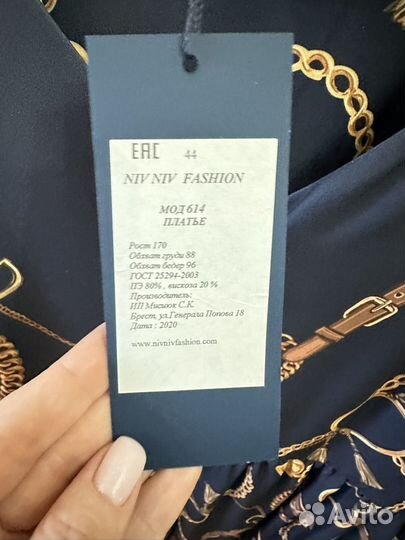 EAC 44
NIV NIV FASHION
МОД 614
ПЛАТЬЕ
Рост 170
Обхват груди 88
Обхват бедер 96
ГОСТ 25294-2003
ПЭ 80% , вискоза 20 %
Производитель:
ИП Мисюк С.К.
Брест, ул.Генерала Попова 18
Дата : 2020
www.nivnivfashion.com
Avito